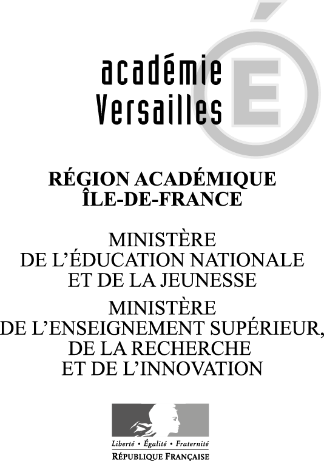 académie
Versailles
É
RÉGION ACADÉMIQUE
ÎLE-DE-FRANCE
MINISTÈRE
DE L'ÉDUCATION NATIONALE
ET DE LA JEUNESSE
MINISTÈRE
DE L'ENSEIGNEMENT SUPÉRIEUR,
DE LA RECHERCHE
ET DE L'INNOVATION
Liberté • Égalité • Fraternité
RÉPUBLIQUE FRANÇAISE